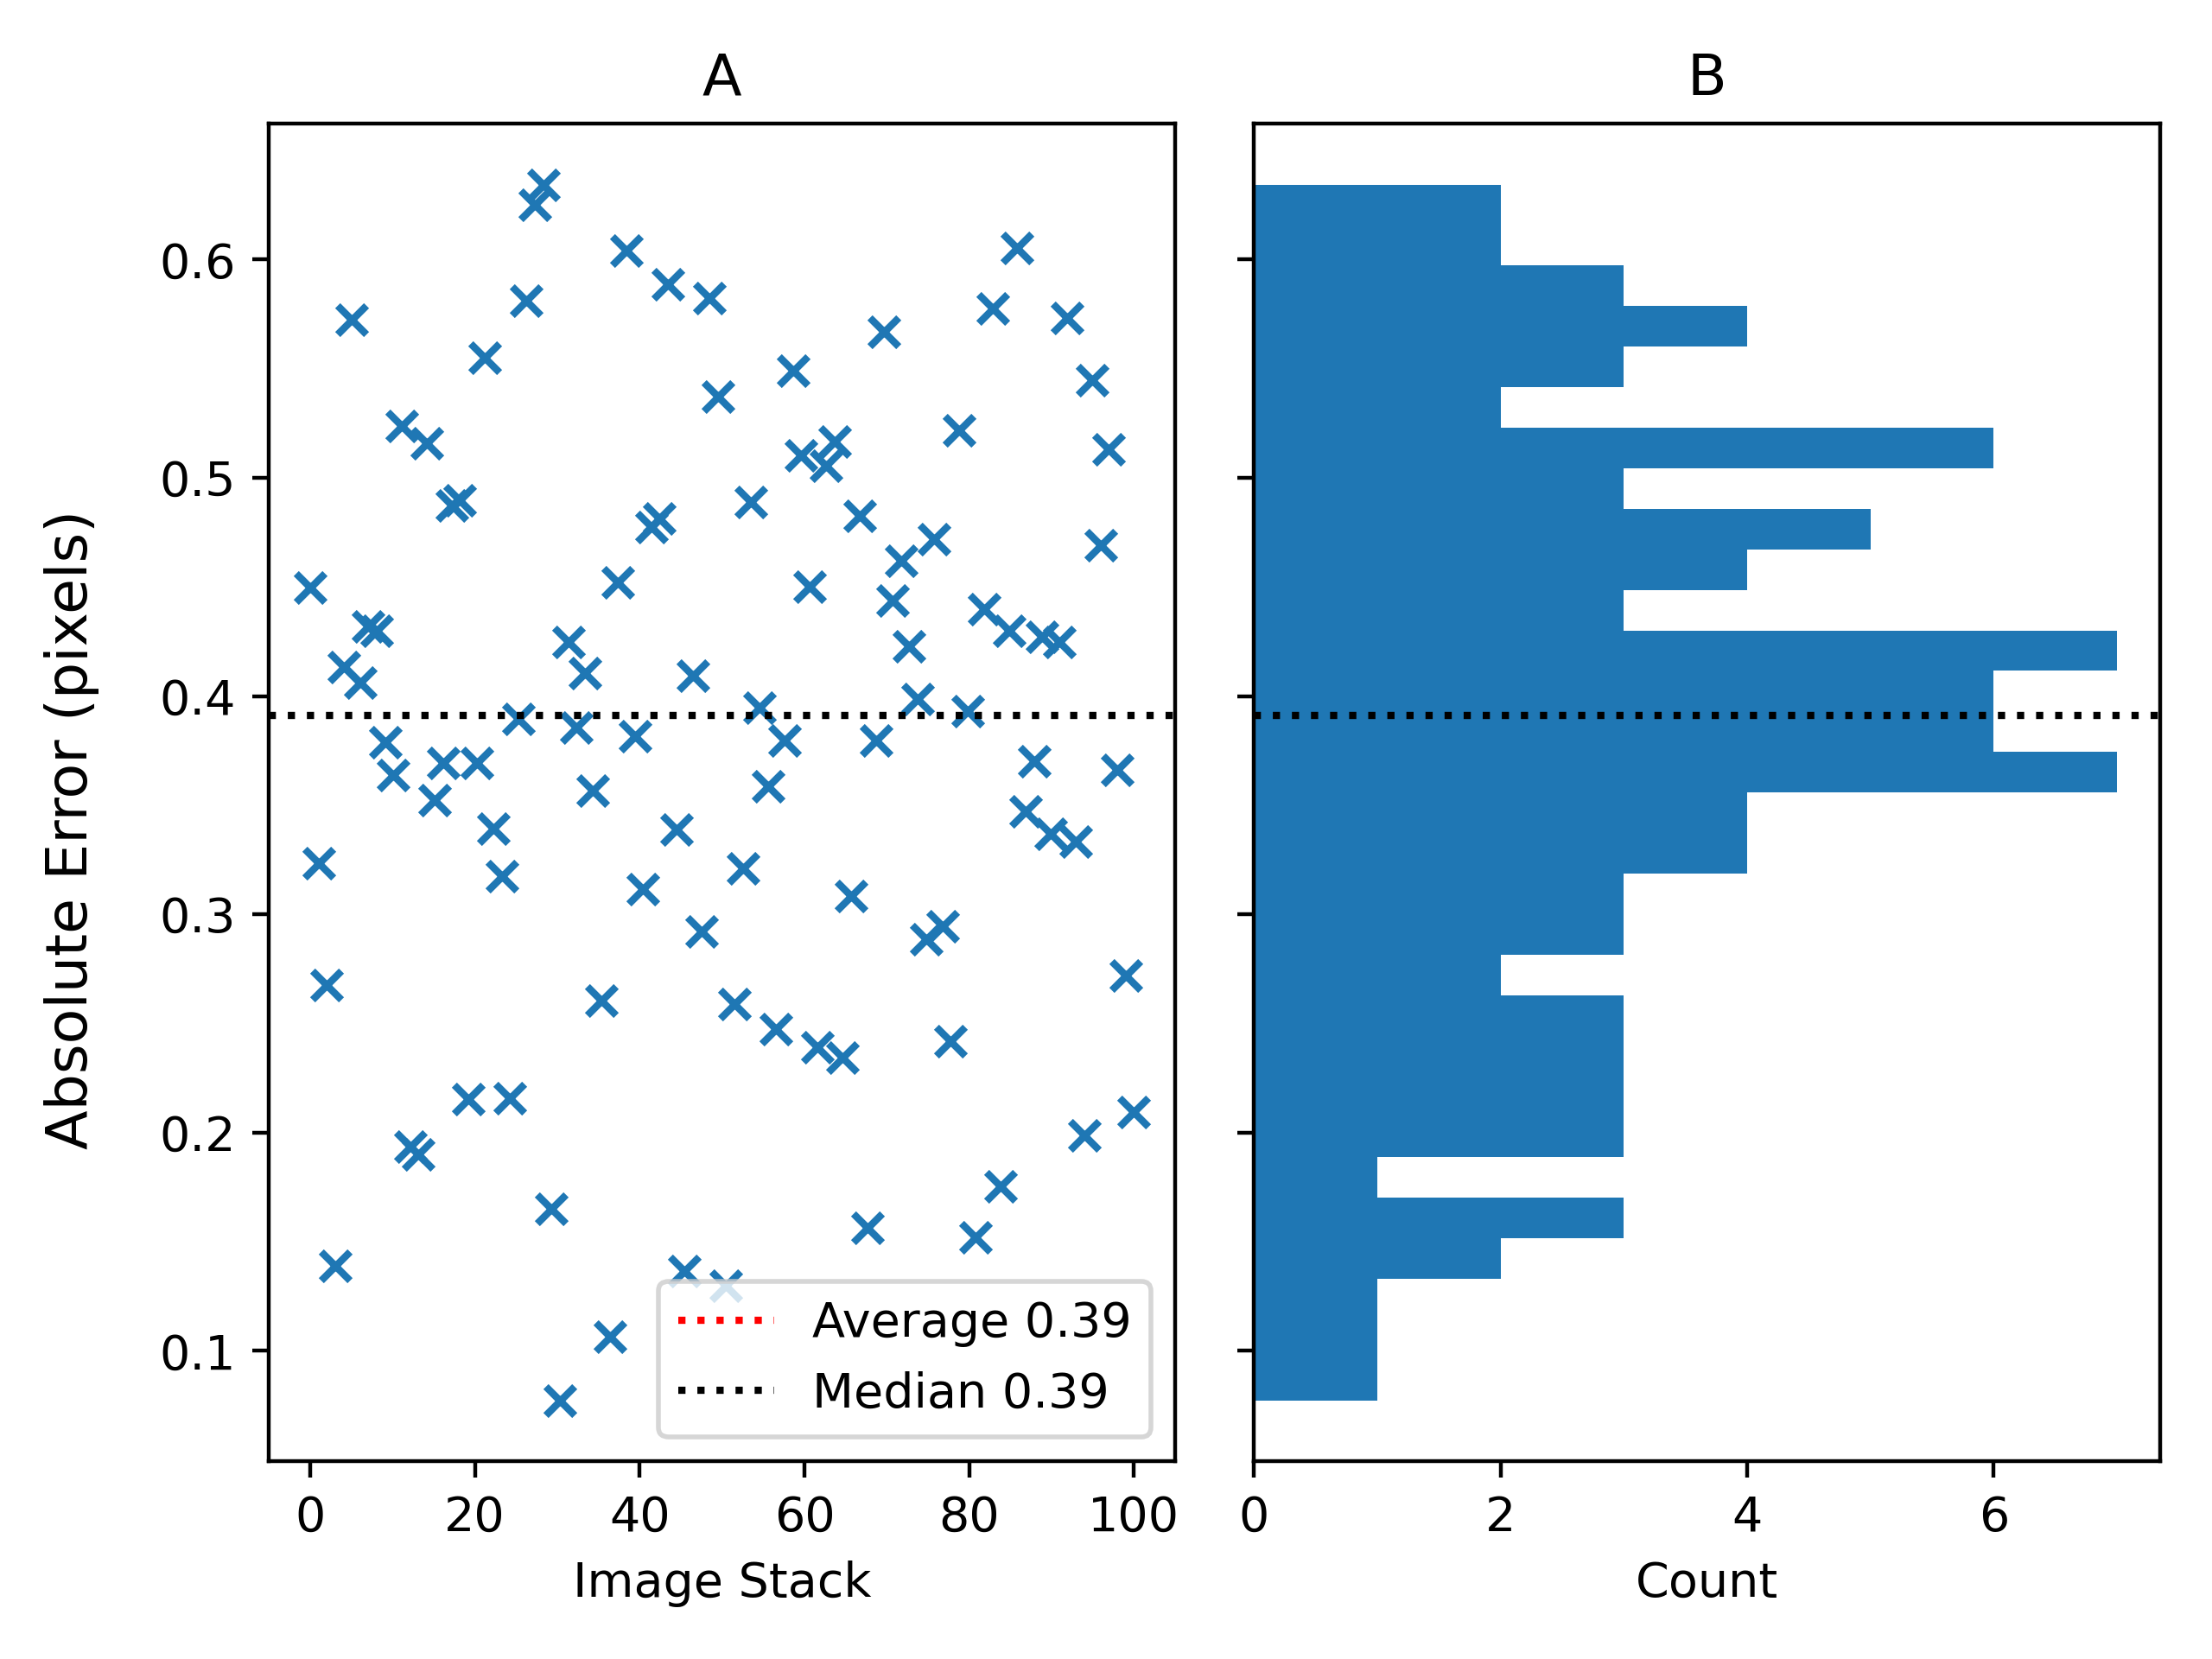 A
B
Absolute Error (pixels)
0.6
0.5
0.4
0.3
0.2
0.1
Average 0.39
Median 0.39
0 20 40 60 80 100
0 2 4 6
Image Stack
Count